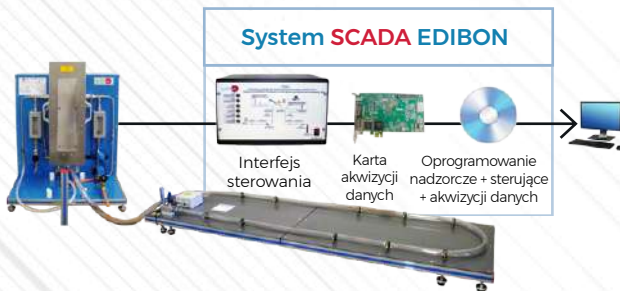 System SCADA EDIBON
Interfejs
sterowania
Karta
akwizycji
danych
Oprogramowanie
nadzorcze + sterujące
+ akwizycji danych